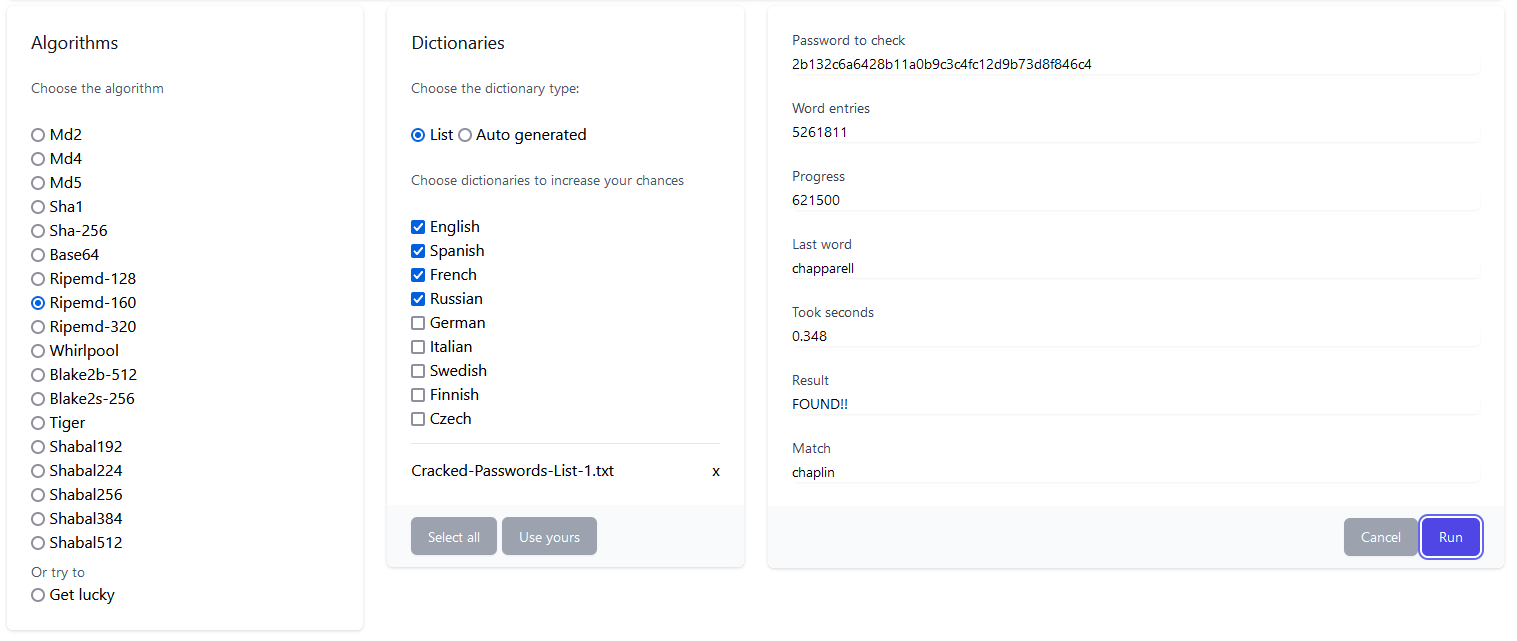 Algorithms
Choose the algorithm
Md2
Md4
Md5
Sha1
Sha-256
Base64
Ripemd-128
Ripemd-160
Ripemd-320
Whirlpool
Blake2b-512
Blake2s-256
Tiger
Shabal192
Shabal224
Shabal256
Shabal384
Shabal512
Or try to
Get lucky
Dictionaries
Choose the dictionary type:
List Auto generated
Choose dictionaries to increase your chances
English
Spanish
French
Russian
German
Italian
Swedish
Finnish
Czech
Cracked-Passwords-List-1.txt x
Select all Use yours
Password to check
2b132c6a6428b11a0b9c3c4fc12d9b73d8f846c4
Word entries
5261811
Progress
621500
Last word
chapparell
Took seconds
0.348
Result
FOUND!!
Match
chaplin
Cancel Run